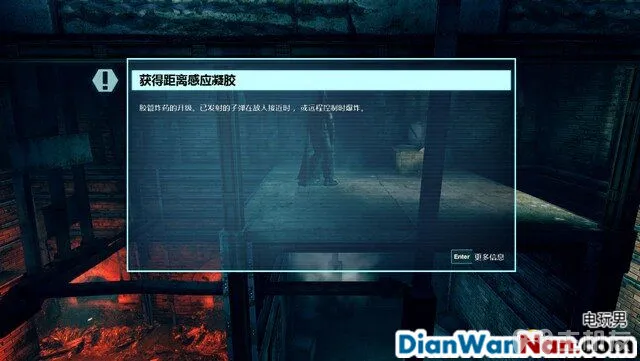 获得距离感应凝胶
胶管炸药的升级。已发射的子弹在敌人接近时，或远程控制时爆炸。
Enter 更多信息
电玩男
DianWanNan.com